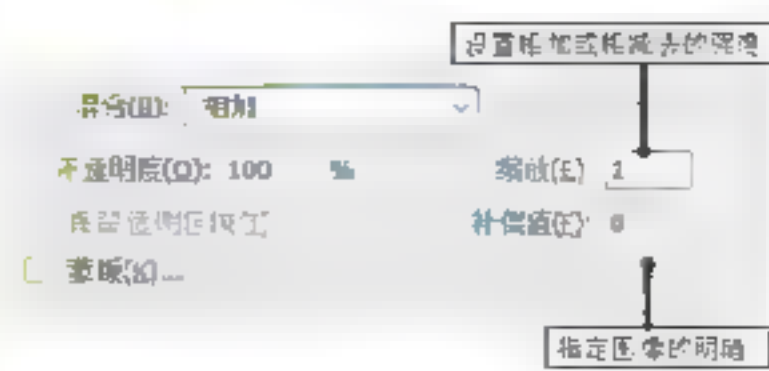 设置相加或相减去的强度
混合(B): 相加
不透明度(O): 100 %
缩放(L) 1
保留透明区域(T)
补偿值(E): 0
蒙版(K)...
指定图像的明暗